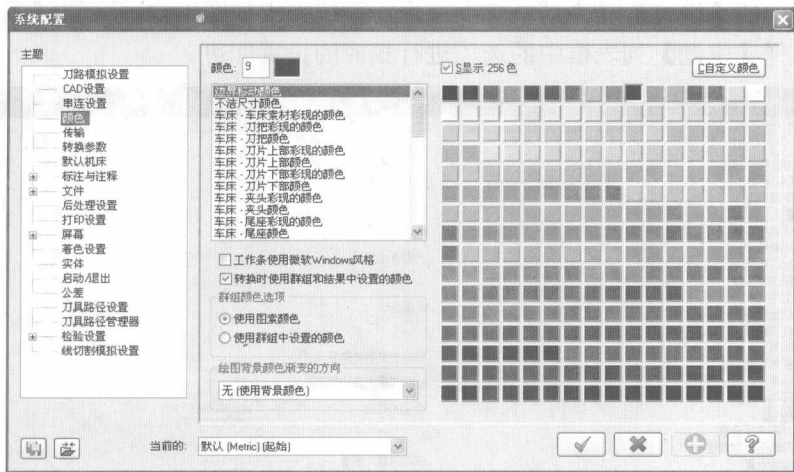 系统配置
主题
刀路模拟设置
CAD设置
串连设置
颜色
传输
转换参数
默认机床
标注与注释
文件
后处理设置
打印设置
屏幕
着色设置
实体
启动/退出
公差
刀具路径设置
刀具路径管理器
检验设置
线切割模拟设置
颜色: 9
边界移动颜色
不洁尺寸颜色
车床 - 车床素材彩现的颜色
车床 - 刀把彩现的颜色
车床 - 刀把颜色
车床 - 刀片上部彩现的颜色
车床 - 刀片上部颜色
车床 - 刀片下部彩现的颜色
车床 - 刀片下部颜色
车床 - 夹头彩现的颜色
车床 - 夹头颜色
车床 - 尾座彩现的颜色
车床 - 尾座颜色
工作条使用微软Windows风格
转换时使用群组和结果中设置的颜色
群组颜色选项
使用图素颜色
使用群组中设置的颜色
绘图背景颜色渐变的方向
无 (使用背景颜色)
S显示 256 色
C自定义颜色
当前的: 默认 (Metric) (起始)